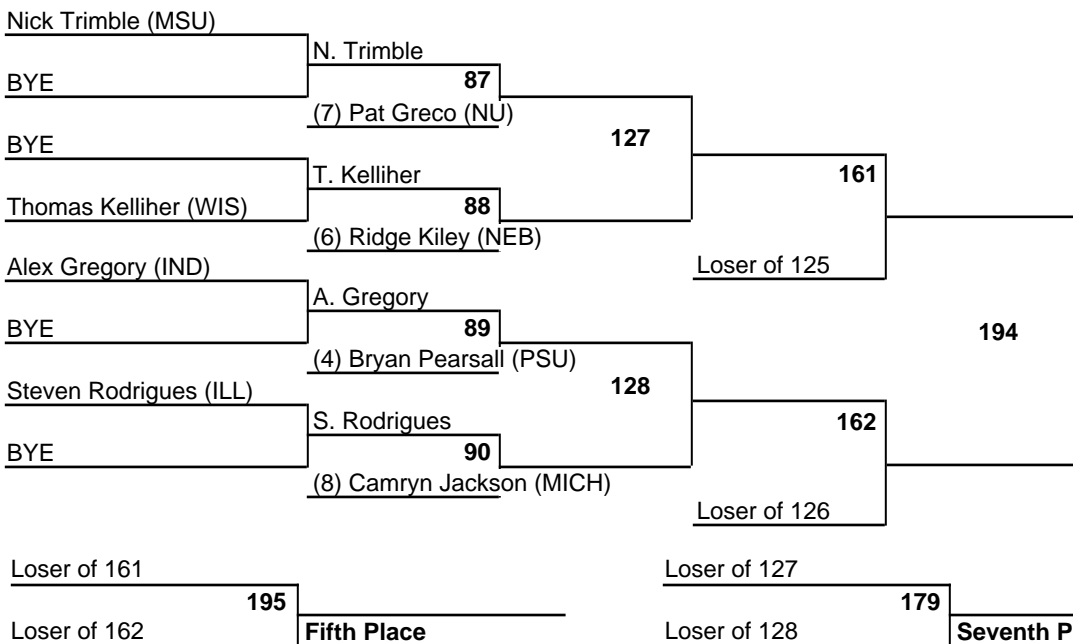 Nick Trimble (MSU)
N. Trimble
BYE
87
(7) Pat Greco (NU)
127
BYE
161
T. Kelliher
Thomas Kelliher (WIS)
88
(6) Ridge Kiley (NEB)
Alex Gregory (IND)
Loser of 125
A. Gregory
BYE
89
194
(4) Bryan Pearsall (PSU)
128
Steven Rodrigues (ILL)
162
S. Rodrigues
BYE
90
(8) Camryn Jackson (MICH)
Loser of 126
Loser of 161
Loser of 127
195
179
Loser of 162
Fifth Place
Loser of 128
Seventh P